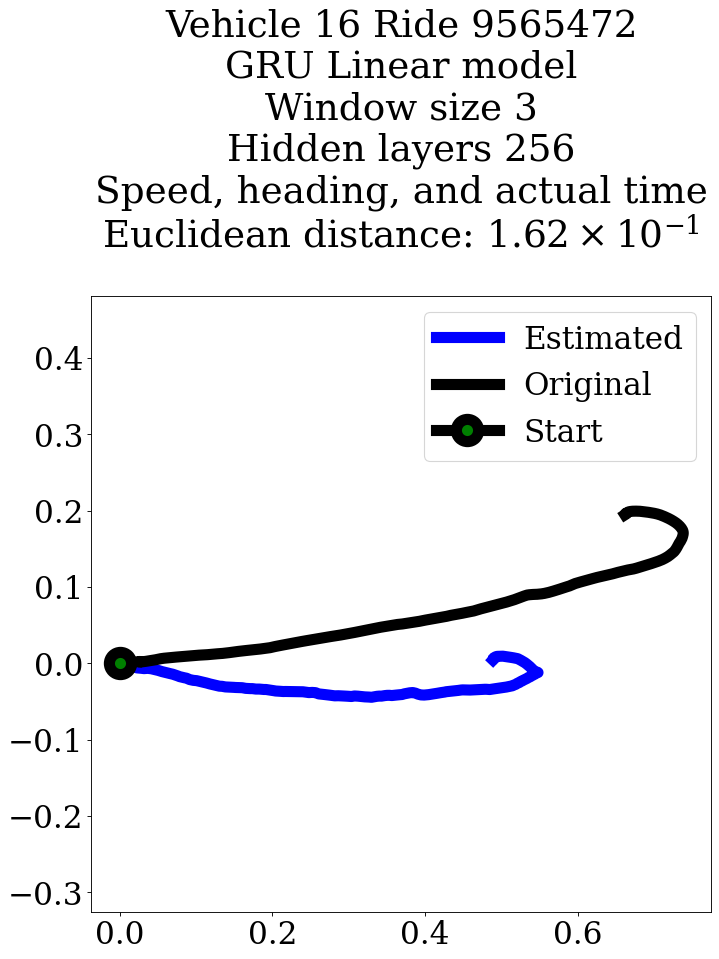 Vehicle 16 Ride 9565472
GRU Linear model
Window size 3
Hidden layers 256
Speed, heading, and actual time
Euclidean distance: 1.62 × 10⁻¹
Estimated
Original
Start
0.4
0.3
0.2
0.1
0.0
−0.1
−0.2
−0.3
0.0 0.2 0.4 0.6